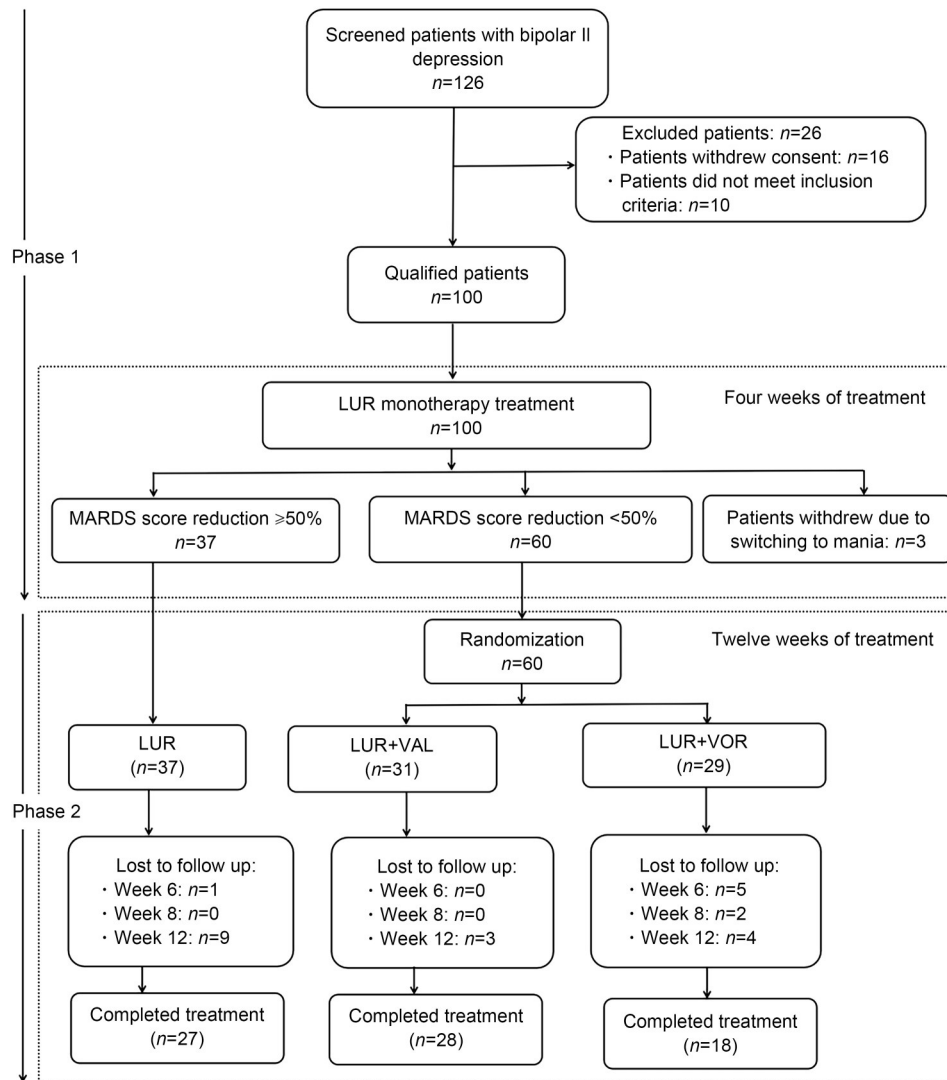 Screened patients with bipolar II
depression
n=126
Excluded patients: n=26
· Patients withdrew consent: n=16
· Patients did not meet inclusion
criteria: n=10
Phase 1
Qualified patients
n=100
Four weeks of treatment
LUR monotherapy treatment
n=100
MARDS score reduction ⩾50%
n=37
MARDS score reduction <50%
n=60
Patients withdrew due to
switching to mania: n=3
Twelve weeks of treatment
Randomization
n=60
LUR
(n=37)
LUR+VAL
(n=31)
LUR+VOR
(n=29)
Phase 2
Lost to follow up:
· Week 6: n=1
· Week 8: n=0
· Week 12: n=9
Lost to follow up:
· Week 6: n=0
· Week 8: n=0
· Week 12: n=3
Lost to follow up:
· Week 6: n=5
· Week 8: n=2
· Week 12: n=4
Completed treatment
(n=27)
Completed treatment
(n=28)
Completed treatment
(n=18)